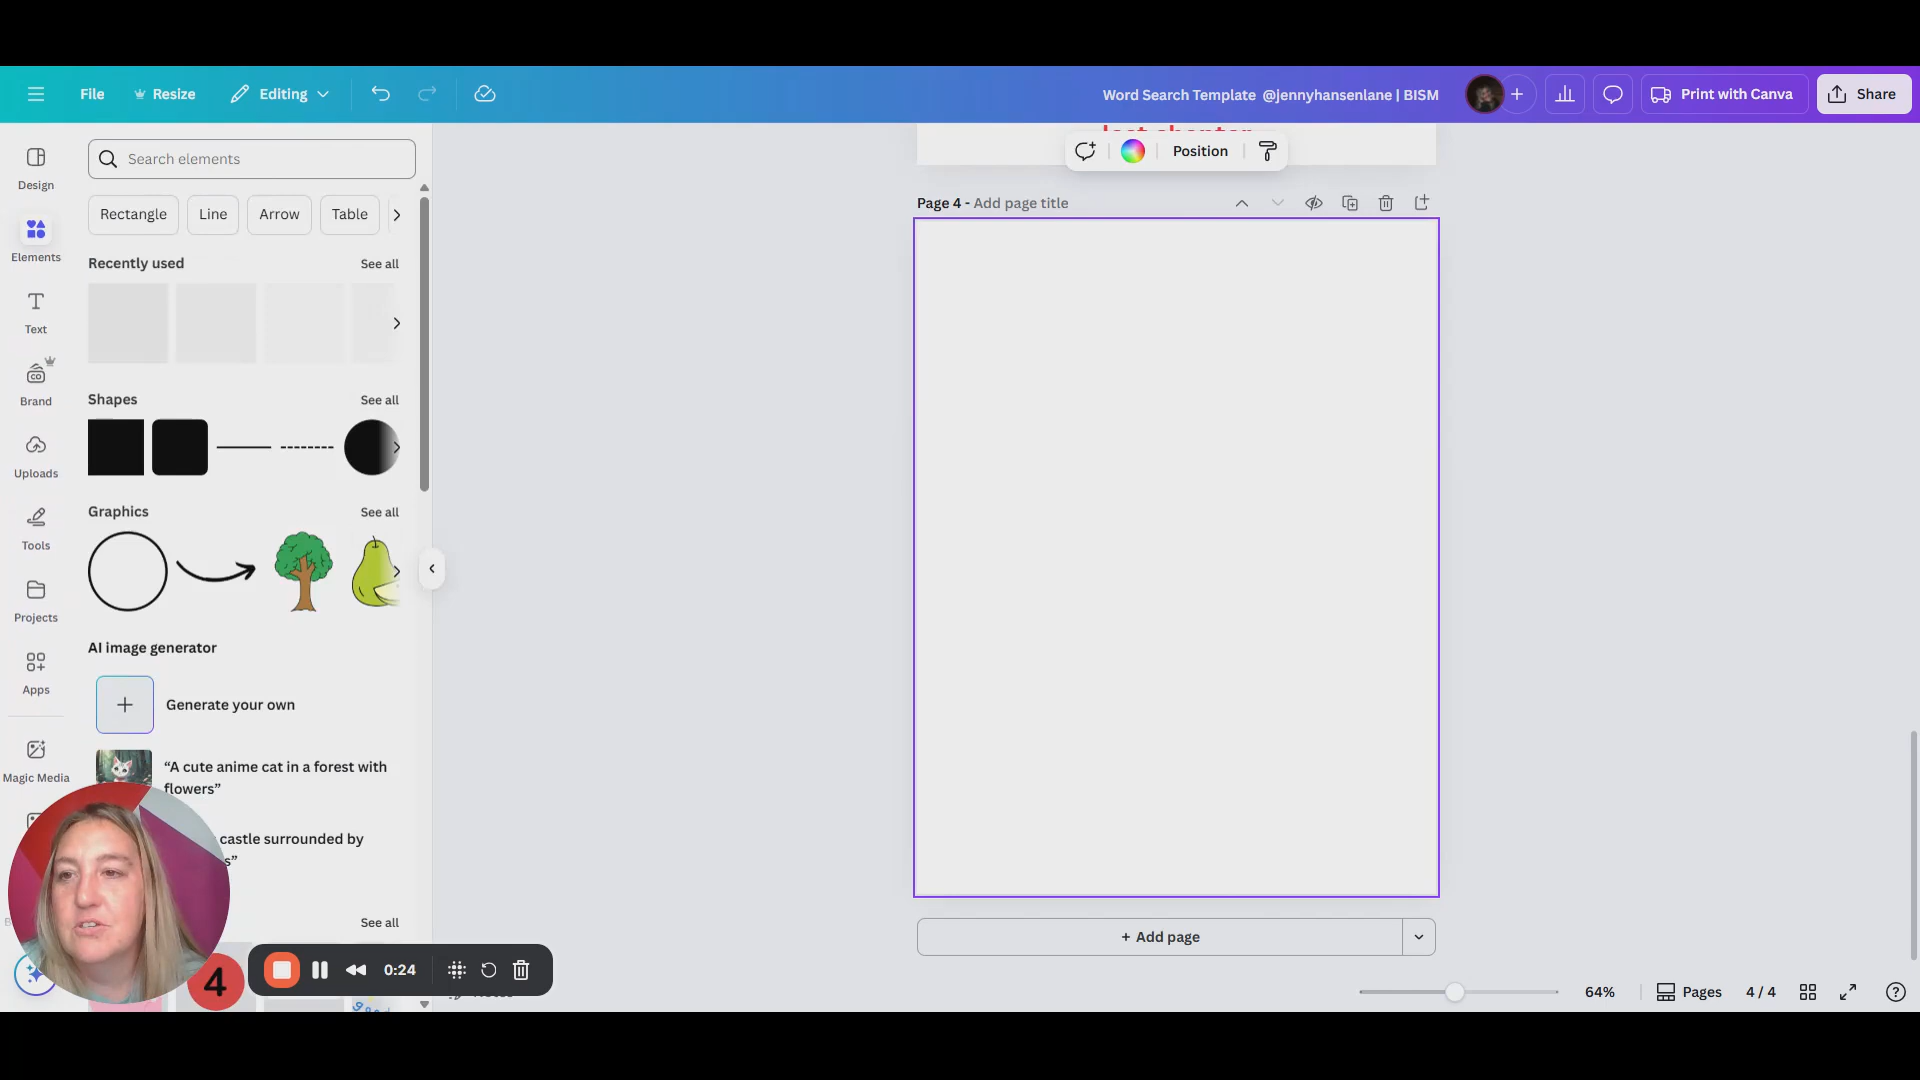 File
Resize
Editing
Word Search Template @jennyhansenlane | BISM
Print with Canva
Share
Design
Elements
Text
Brand
Uploads
Tools
Projects
Apps
Magic Media
Search elements
Rectangle
Line
Arrow
Table
Recently used
See all
Shapes
See all
Graphics
See all
AI image generator
Generate your own
“A cute anime cat in a forest with
flowers”
castle surrounded by
s”
See all
4
0:24
last chapter
Position
Page 4 - Add page title
+ Add page
64%
Pages
4 / 4